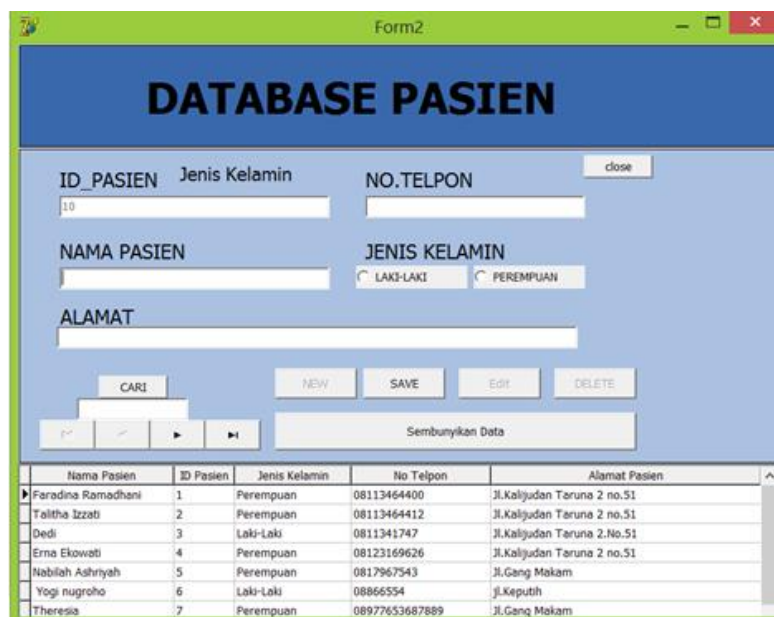 Form2
DATABASE PASIEN
close
ID_PASIEN Jenis Kelamin NO.TELPON
10
NAMA PASIEN JENIS KELAMIN
LAKI-LAKI PEREMPUAN
ALAMAT
CARI NEW SAVE Edit DELETE
Sembunyikan Data
Nama Pasien ID Pasien Jenis Kelamin No Telpon Alamat Pasien
Faradina Ramadhani 1 Perempuan 08113464400 Jl.Kalijudan Taruna 2 no.51
Talitha Izzati 2 Perempuan 08113464412 Jl.Kalijudan Taruna 2 no.51
Dedi 3 Laki-Laki 0811341747 Jl.Kalijudan Taruna 2.No.51
Erna Ekowati 4 Perempuan 08123169626 Jl.Kalijudan Taruna 2 no.51
Nabilah Ashriyah 5 Perempuan 0817967543 Jl.Gang Makam
Yogi nugroho 6 Laki-Laki 08866554 jl.Keputih
Theresia 7 Perempuan 08977653687889 Jl.Gang Makam